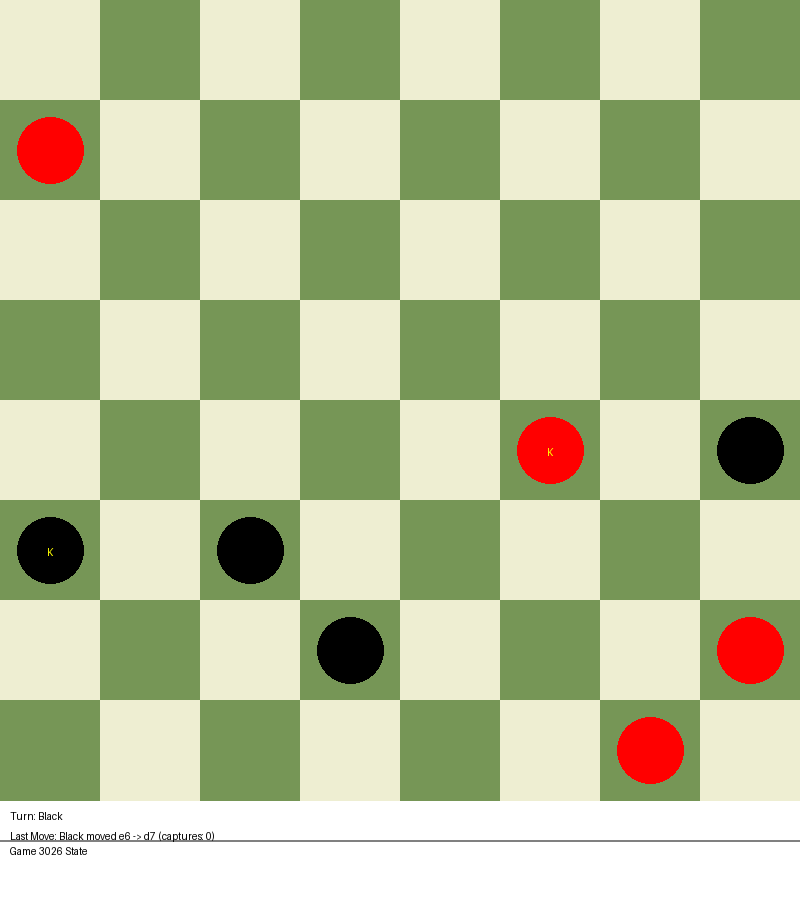 K
K
Turn: Black
Last Move: Black moved e6 -> d7 (captures: 0)
Game 3026 State